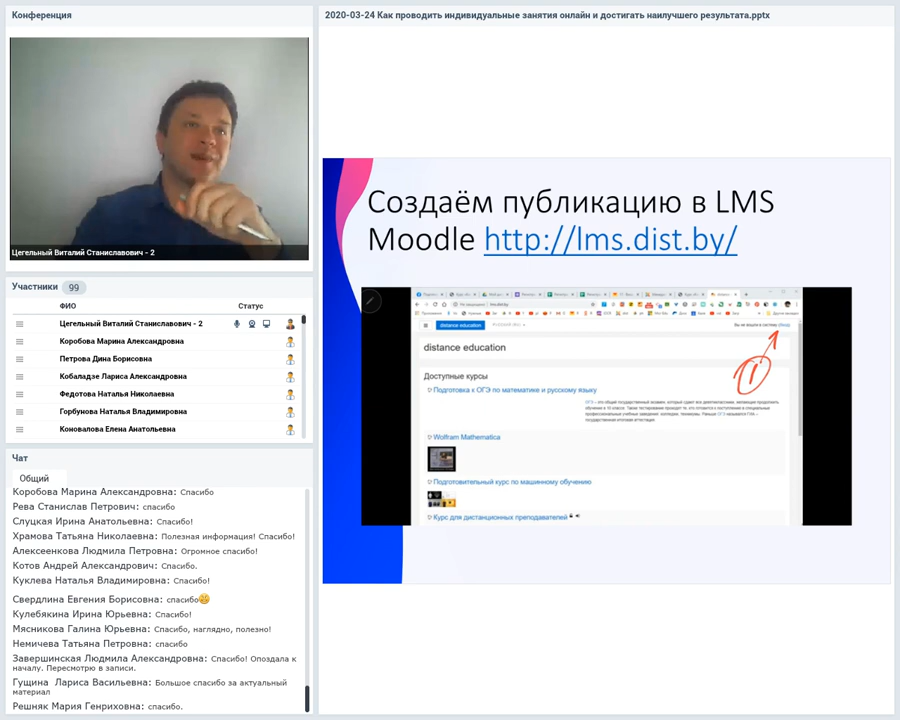 Конференция
Цегельный Виталий Станиславович - 2
Участники 99
ФИО Статус
Цегельный Виталий Станиславович - 2
Коробова Марина Александровна
Петрова Дина Борисовна
Кобаладзе Лариса Александровна
Федотова Наталья Николаевна
Горбунова Наталья Владимировна
Коновалова Елена Анатольевна
Чат
Общий
Коробова Марина Александровна: Спасибо
Рева Станислав Петрович: спасибо
Слуцкая Ирина Анатольевна: Спасибо!
Храмова Татьяна Николаевна: Полезная информация! Спасибо!
Алексеенкова Людмила Петровна: Огромное спасибо!
Котов Андрей Александрович: Спасибо.
Куклева Наталья Владимировна: Спасибо!
Свердлина Евгения Борисовна: спасибо
Кулебякина Ирина Юрьевна: Спасибо!
Мясникова Галина Юрьевна: Спасибо, наглядно, полезно!
Немичева Татьяна Петровна: спасибо
Завершинская Людмила Александровна: Спасибо! Опоздала к
началу. Пересмотрю в записи.
Гущина Лариса Васильевна: Большое спасибо за актуальный
материал
Решняк Мария Генриховна: спасибо.
2020-03-24 Как проводить индивидуальные занятия онлайн и достигать наилучшего результата.pptx
Создаём публикацию в LMS
Moodle http://lms.dist.by/
distance education
Вы не вошли в систему
distance education
1
Доступные курсы
Подготовка к ОГЭ по математике и русскому языку
Wolfram Mathematica
Подготовительный курс по машинному обучению
Курс для дистанционных преподавателей